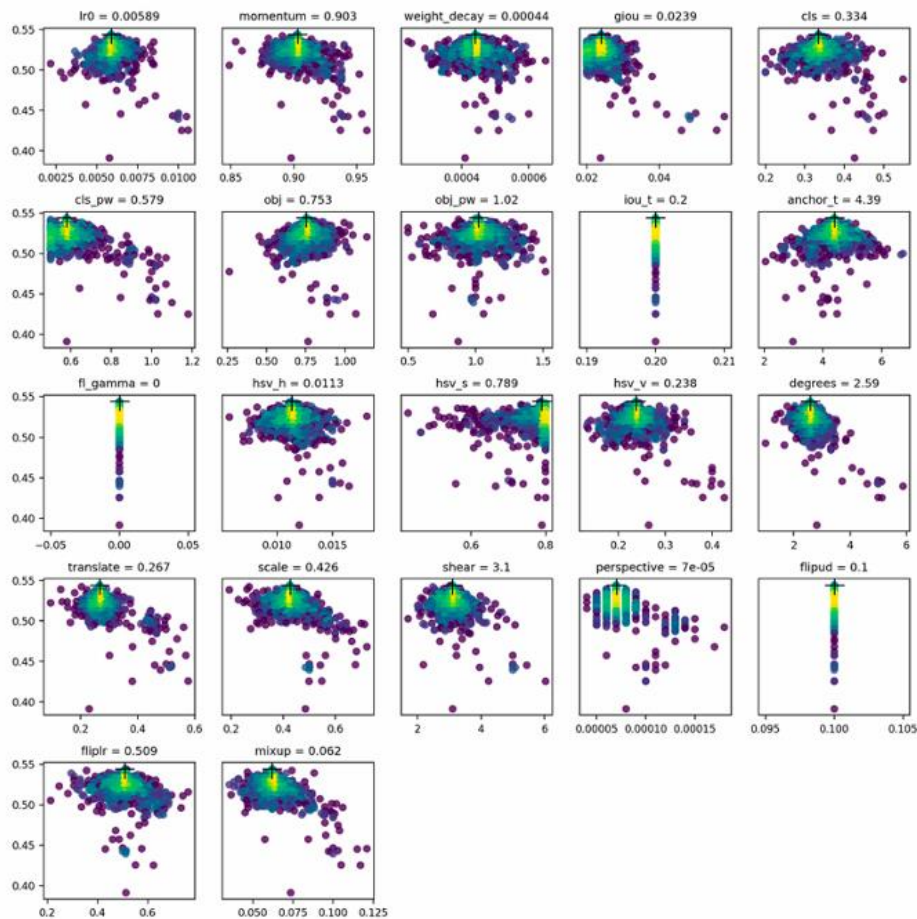 lr0 = 0.00589 momentum = 0.903 weight_decay = 0.00044 giou = 0.0239 cls = 0.334
0.55
0.50
0.45
0.40
0.0025 0.0050 0.0075 0.0100 0.85 0.90 0.95 0.0004 0.0006 0.02 0.04 0.2 0.3 0.4 0.5
cls_pw = 0.579 obj = 0.753 obj_pw = 1.02 iou_t = 0.2 anchor_t = 4.39
0.55
0.50
0.45
0.40
0.6 0.8 1.0 1.2 0.25 0.50 0.75 1.00 0.5 1.0 1.5 0.19 0.20 0.21 2 4 6
fl_gamma = 0 hsv_h = 0.0113 hsv_s = 0.789 hsv_v = 0.238 degrees = 2.59
0.55
0.50
0.45
0.40
−0.05 0.00 0.05 0.010 0.015 0.6 0.8 0.2 0.3 0.4 2 4 6
translate = 0.267 scale = 0.426 shear = 3.1 perspective = 7e-05 flipud = 0.1
0.55
0.50
0.45
0.40
0.2 0.4 0.6 0.2 0.4 0.6 2 4 6 0.00005 0.00010 0.00015 0.095 0.100 0.105
fliplr = 0.509 mixup = 0.062
0.55
0.50
0.45
0.40
0.2 0.4 0.6 0.050 0.075 0.100 0.125